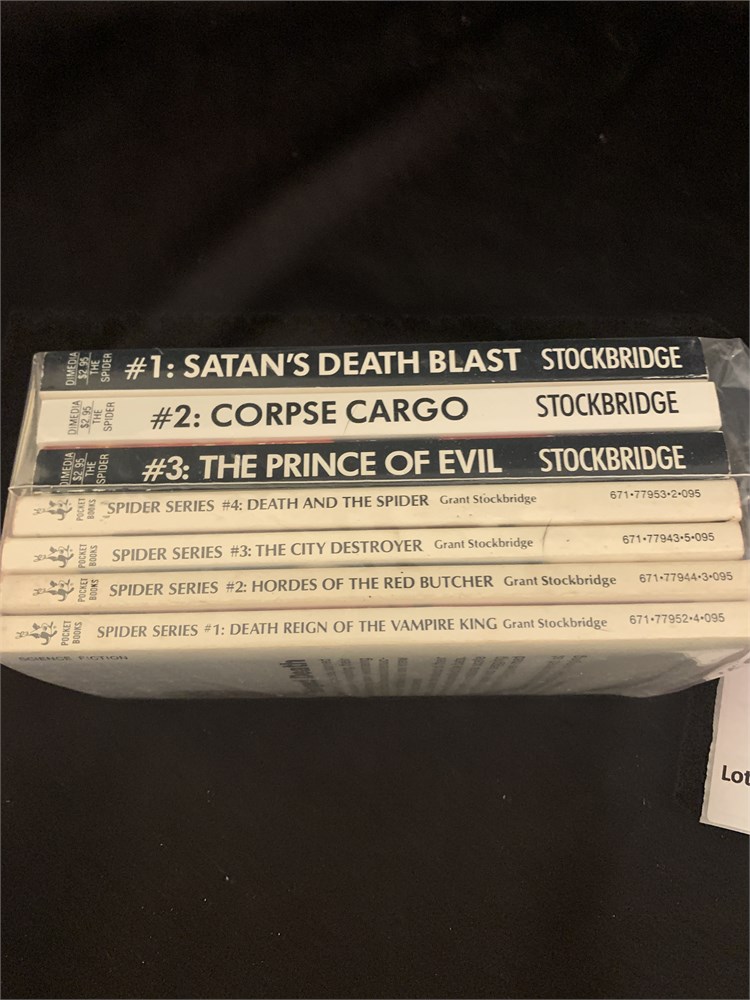 DIMEDIA
$2.95
THE
SPIDER
#1: SATAN'S DEATH BLAST STOCKBRIDGE
DIMEDIA
$2.95
THE
SPIDER
#2: CORPSE CARGO STOCKBRIDGE
DIMEDIA
$2.95
THE
SPIDER
#3: THE PRINCE OF EVIL STOCKBRIDGE
POCKET
BOOKS
SPIDER SERIES #4: DEATH AND THE SPIDER Grant Stockbridge 671•77953•2•095
POCKET
BOOKS
SPIDER SERIES #3: THE CITY DESTROYER Grant Stockbridge 671•77943•5•095
POCKET
BOOKS
SPIDER SERIES #2: HORDES OF THE RED BUTCHER Grant Stockbridge 671•77944•3•095
POCKET
BOOKS
SPIDER SERIES #1: DEATH REIGN OF THE VAMPIRE KING Grant Stockbridge 671•77952•4•095
SCIENCE FICTION
Death
Lot